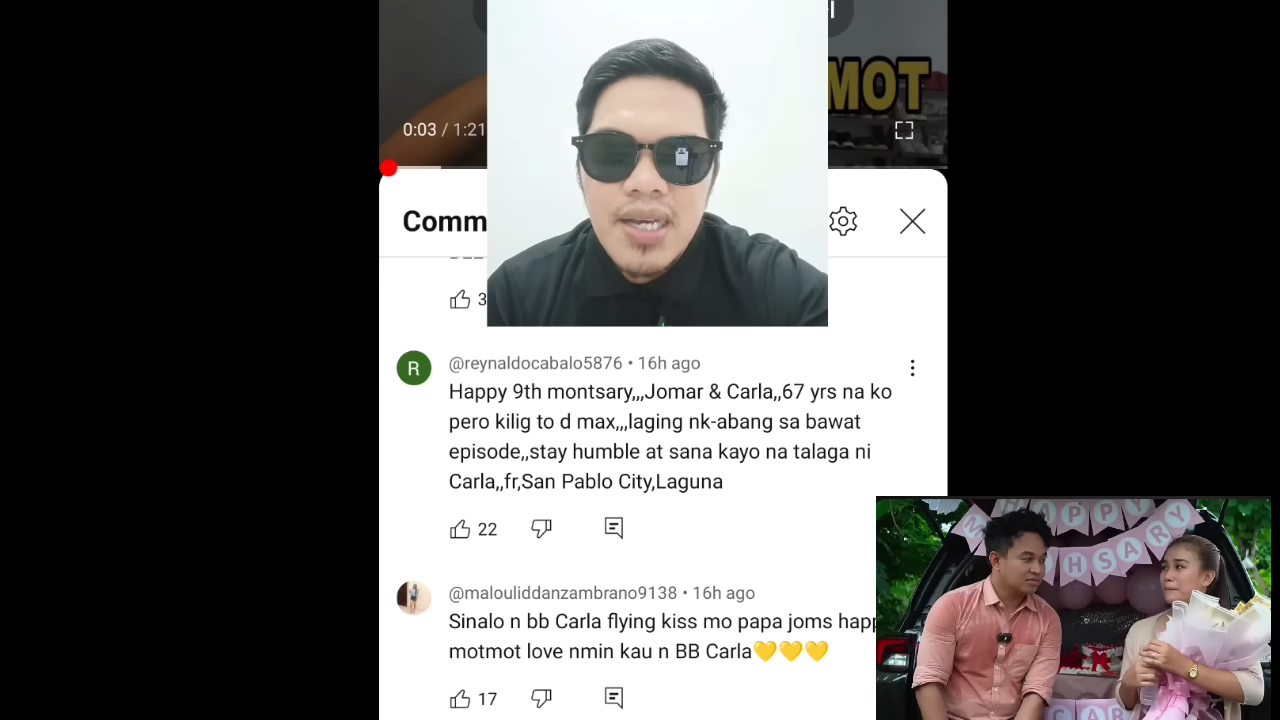 MOT
0:03 / 1:21
Comm
3
R
@reynaldocabalo5876 • 16h ago
Happy 9th montsary,,,Jomar & Carla,,67 yrs na ko
pero kilig to d max,,,laging nk-abang sa bawat
episode,,stay humble at sana kayo na talaga ni
Carla,,fr,San Pablo City,Laguna
22
@malouliddanzambrano9138 • 16h ago
Sinalo n bb Carla flying kiss mo papa joms happ
motmot love nmin kau n BB Carla💛💛💛
17
HAPPY
M HSARY
CAR